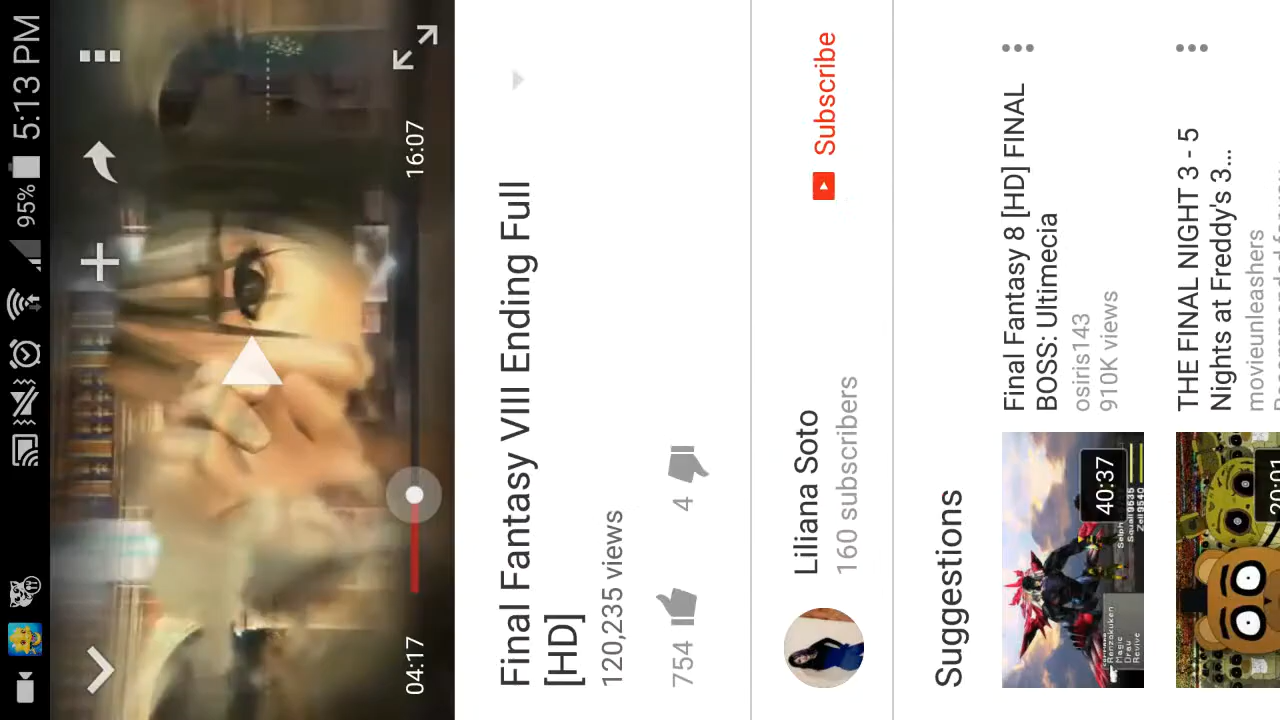 95% 5:13 PM
04:17
16:07
Final Fantasy VIII Ending Full
[HD]
120,235 views
754
4
Liliana Soto
160 subscribers
Subscribe
Suggestions
40:37
Final Fantasy 8 [HD] FINAL
BOSS: Ultimecia
osiris143
910K views
20:01
THE FINAL NIGHT 3 - 5
Nights at Freddy's 3...
movieunleashers